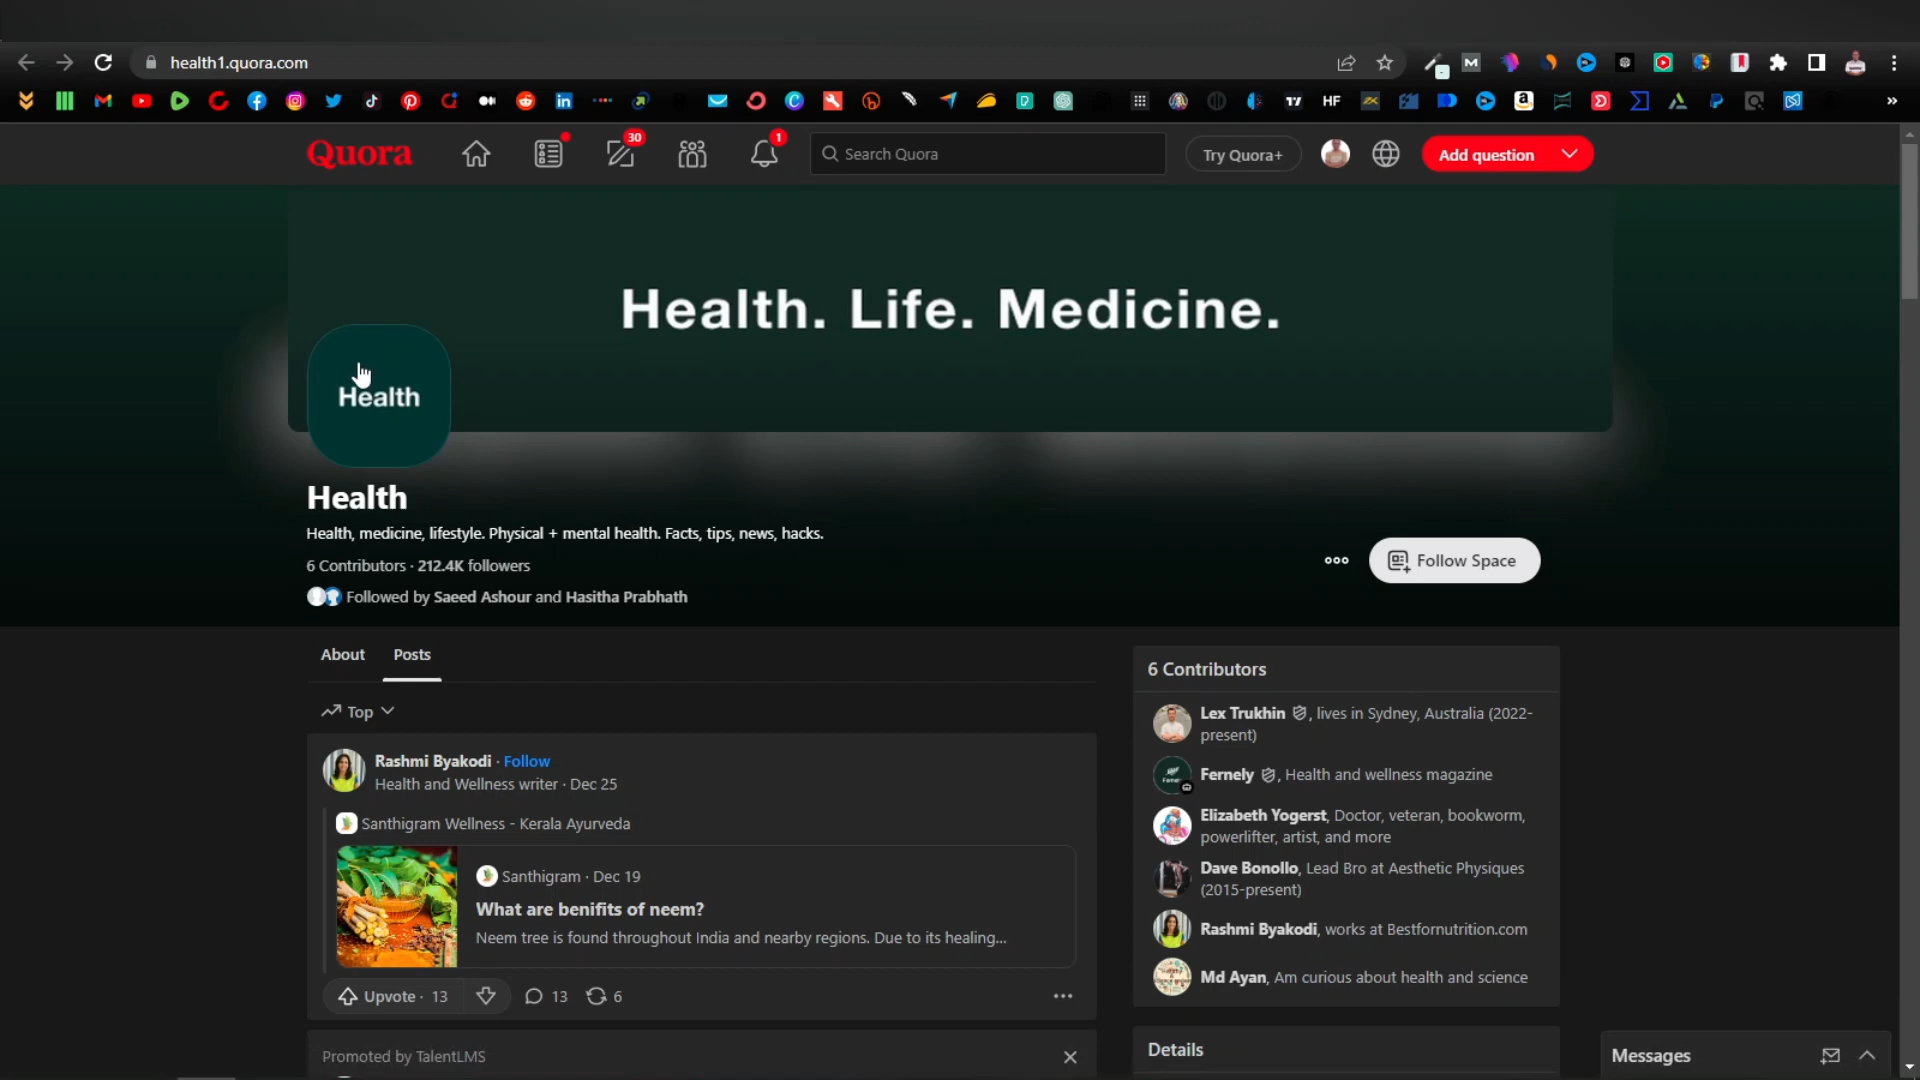 health1.quora.com
Quora
30
1
Search Quora
Try Quora+
Add question
Health. Life. Medicine.
Health
Health
Health, medicine, lifestyle. Physical + mental health. Facts, tips, news, hacks.
6 Contributors · 212.4K followers
Followed by Saeed Ashour and Hasitha Prabhath
Follow Space
About
Posts
Top
Rashmi Byakodi · Follow
Health and Wellness writer · Dec 25
Santhigram Wellness - Kerala Ayurveda
Santhigram · Dec 19
What are benifits of neem?
Neem tree is found throughout India and nearby regions. Due to its healing...
Upvote · 13
13
6
Promoted by TalentLMS
6 Contributors
Lex Trukhin, lives in Sydney, Australia (2022-
present)
Fernely, Health and wellness magazine
Elizabeth Yogerst, Doctor, veteran, bookworm,
powerlifter, artist, and more
Dave Bonollo, Lead Bro at Aesthetic Physiques
(2015-present)
Rashmi Byakodi, works at Bestfornutrition.com
Md Ayan, Am curious about health and science
Details
Messages